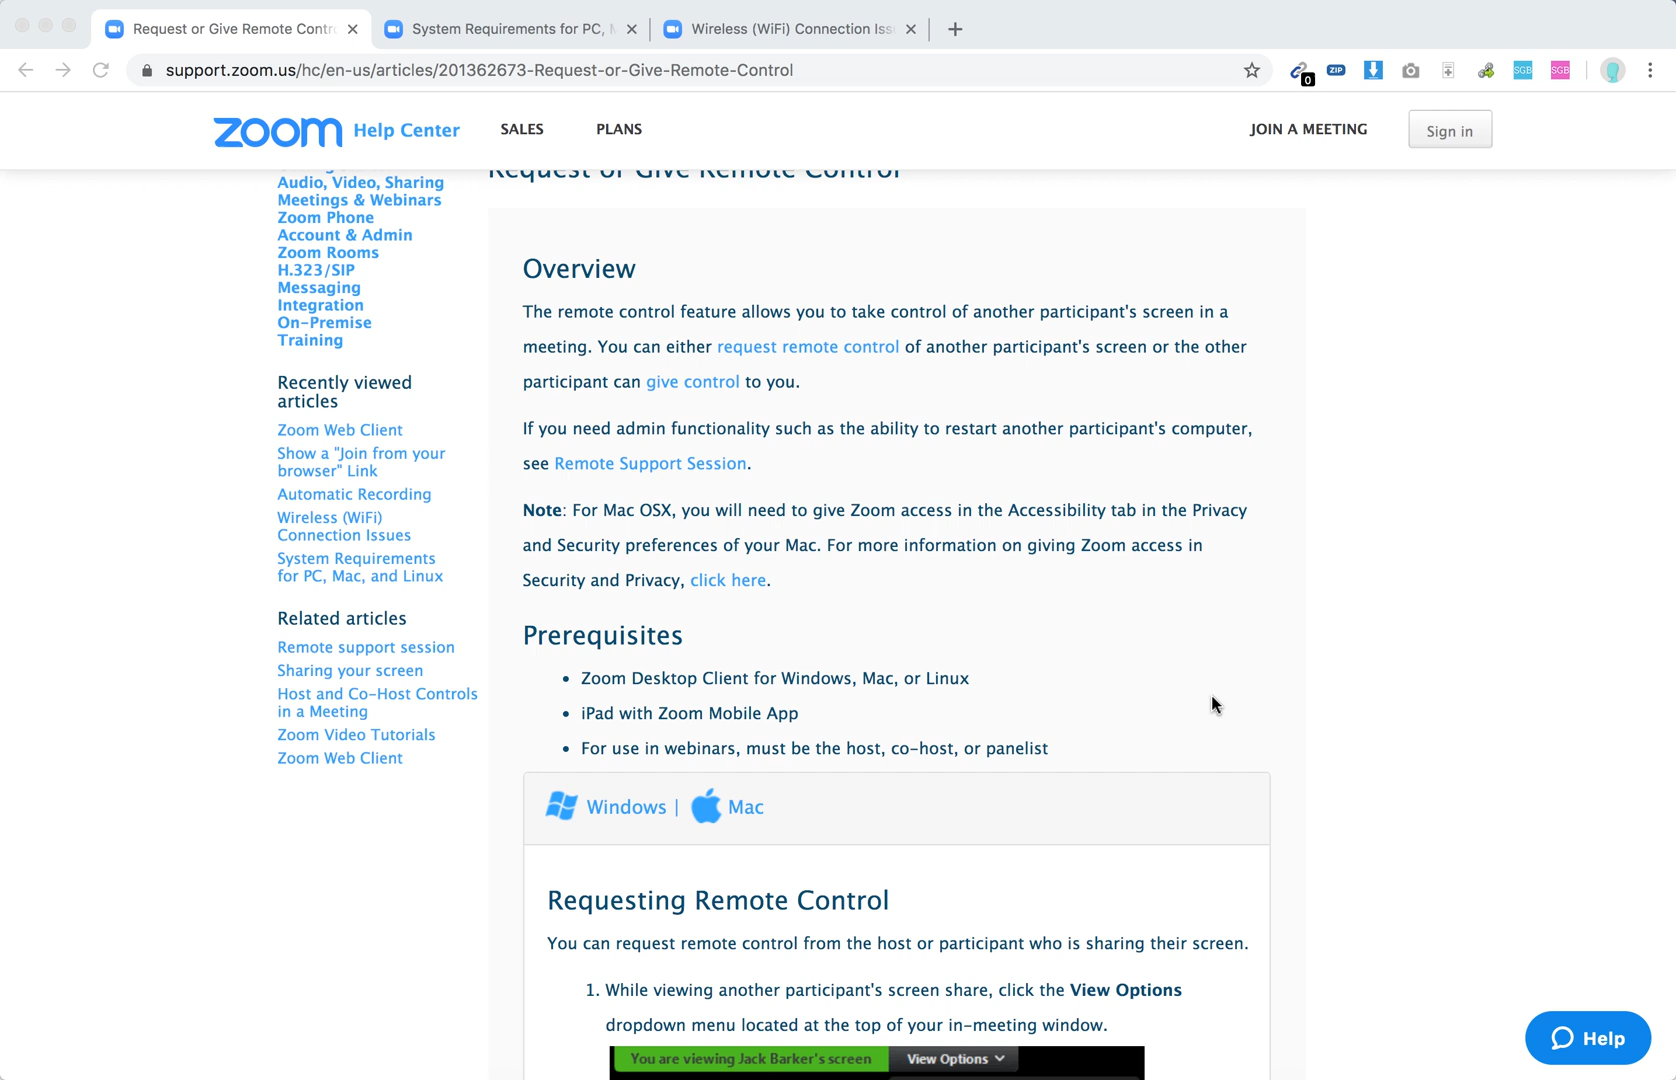 Request or Give Remote Contr
System Requirements for PC, M
Wireless (WiFi) Connection Iss
support.zoom.us/hc/en-us/articles/201362673-Request-or-Give-Remote-Control
0
ZIP
SGB
SGB
zoom Help Center
SALES
PLANS
JOIN A MEETING
Sign in
Request or Give Remote Control
Audio, Video, Sharing
Meetings & Webinars
Zoom Phone
Account & Admin
Zoom Rooms
H.323/SIP
Messaging
Integration
On-Premise
Training
Recently viewed
articles
Zoom Web Client
Show a "Join from your
browser" Link
Automatic Recording
Wireless (WiFi)
Connection Issues
System Requirements
for PC, Mac, and Linux
Related articles
Remote support session
Sharing your screen
Host and Co-Host Controls
in a Meeting
Zoom Video Tutorials
Zoom Web Client
Overview
The remote control feature allows you to take control of another participant's screen in a
meeting. You can either request remote control of another participant's screen or the other
participant can give control to you.
If you need admin functionality such as the ability to restart another participant's computer,
see Remote Support Session.
Note: For Mac OSX, you will need to give Zoom access in the Accessibility tab in the Privacy
and Security preferences of your Mac. For more information on giving Zoom access in
Security and Privacy, click here.
Prerequisites
• Zoom Desktop Client for Windows, Mac, or Linux
• iPad with Zoom Mobile App
• For use in webinars, must be the host, co-host, or panelist
Windows | Mac
Requesting Remote Control
You can request remote control from the host or participant who is sharing their screen.
1. While viewing another participant's screen share, click the View Options
dropdown menu located at the top of your in-meeting window.
You are viewing Jack Barker's screen
View Options
Help